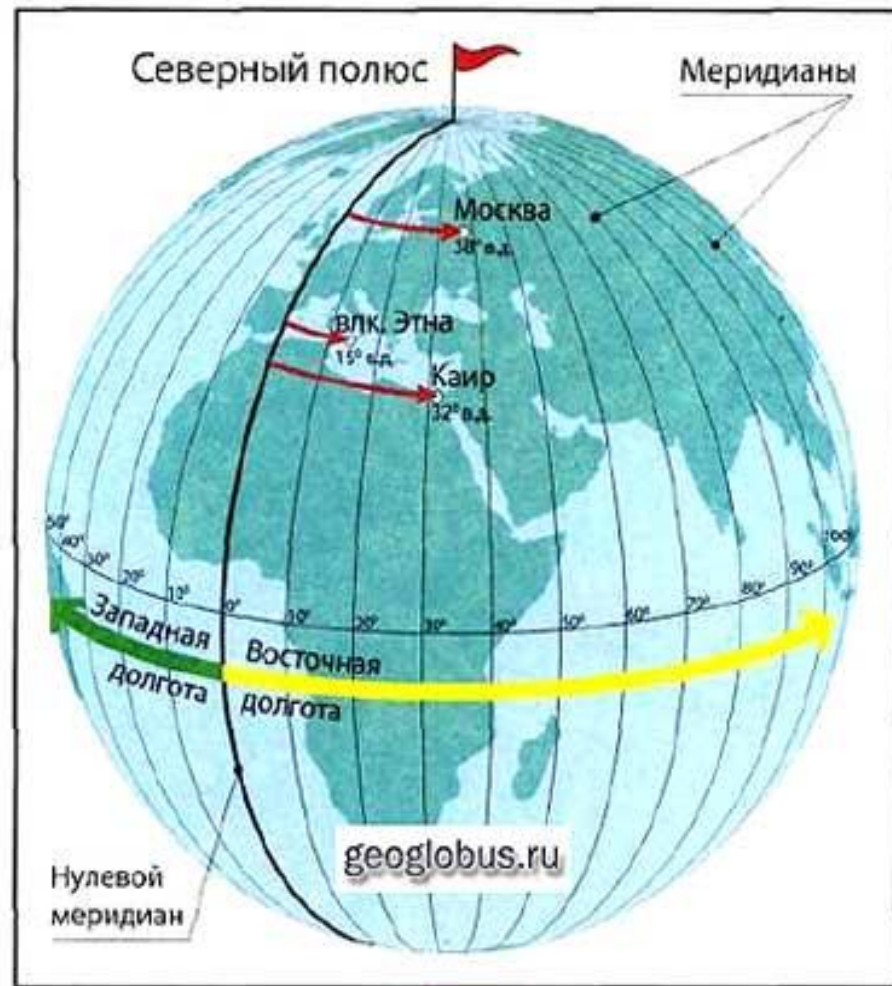 Северный полюс
Меридианы
Москва
38° в.д.
влк. Этна
15° в.д.
Каир
32° в.д.
50°
40°
30°
20°
10°
0°
10°
20°
30°
40°
50°
60°
70°
80°
90°
100°
Западная
долгота
Восточная
долгота
geoglobus.ru
Нулевой
меридиан